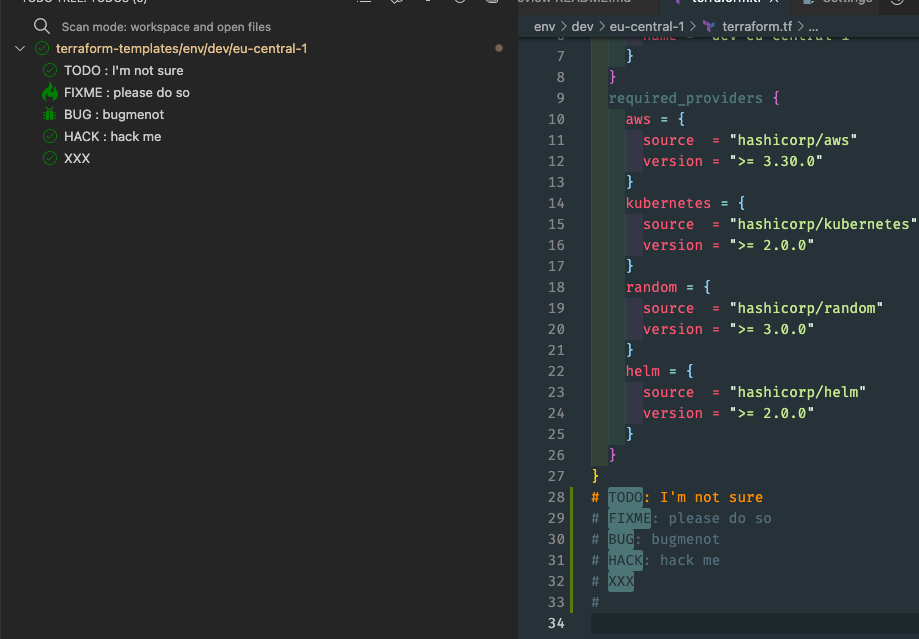 Scan mode: workspace and open files
terraform-templates/env/dev/eu-central-1
TODO : I'm not sure
FIXME : please do so
BUG : bugmenot
HACK : hack me
XXX
env > dev > eu-central-1 > terraform.tf > ...
7 }
8 }
9 required_providers {
10 aws = {
11 source = "hashicorp/aws"
12 version = ">= 3.30.0"
13 }
14 kubernetes = {
15 source = "hashicorp/kubernetes"
16 version = ">= 2.0.0"
17 }
18 random = {
19 source = "hashicorp/random"
20 version = ">= 3.0.0"
21 }
22 helm = {
23 source = "hashicorp/helm"
24 version = ">= 2.0.0"
25 }
26 }
27 }
28 # TODO: I'm not sure
29 # FIXME: please do so
30 # BUG: bugmenot
31 # HACK: hack me
32 # XXX
33 #
34